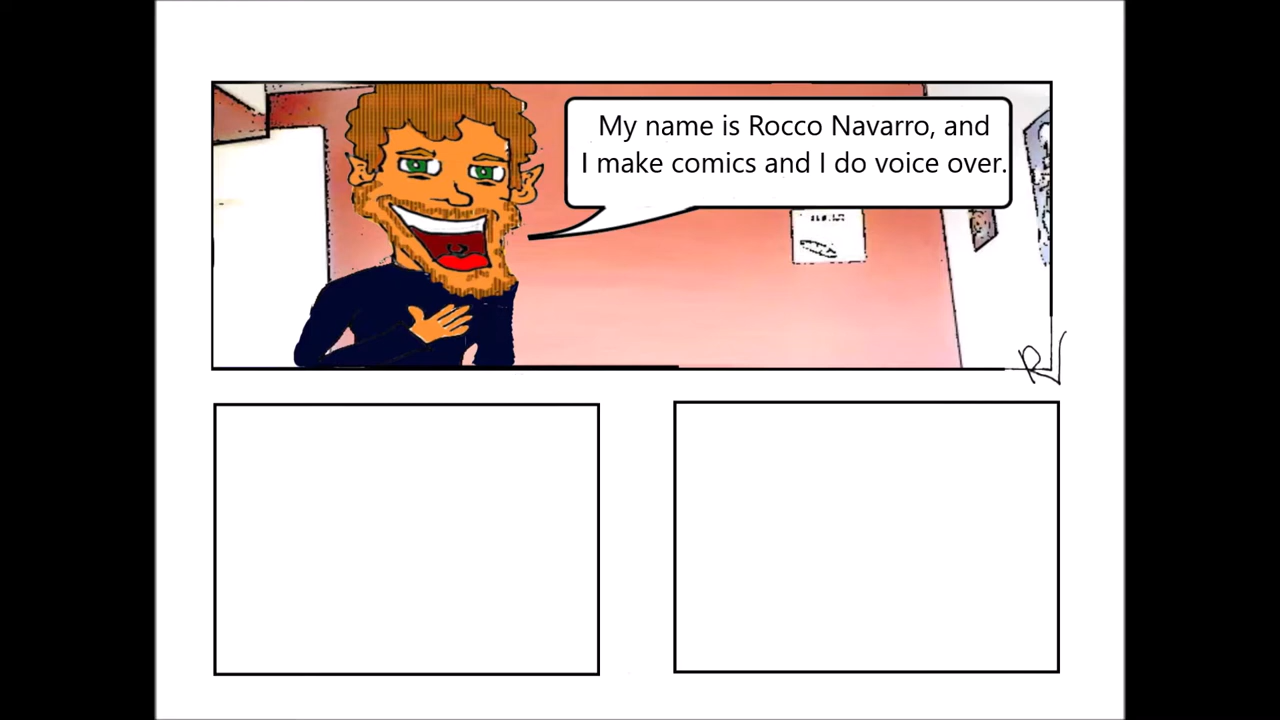 My name is Rocco Navarro, and
I make comics and I do voice over.